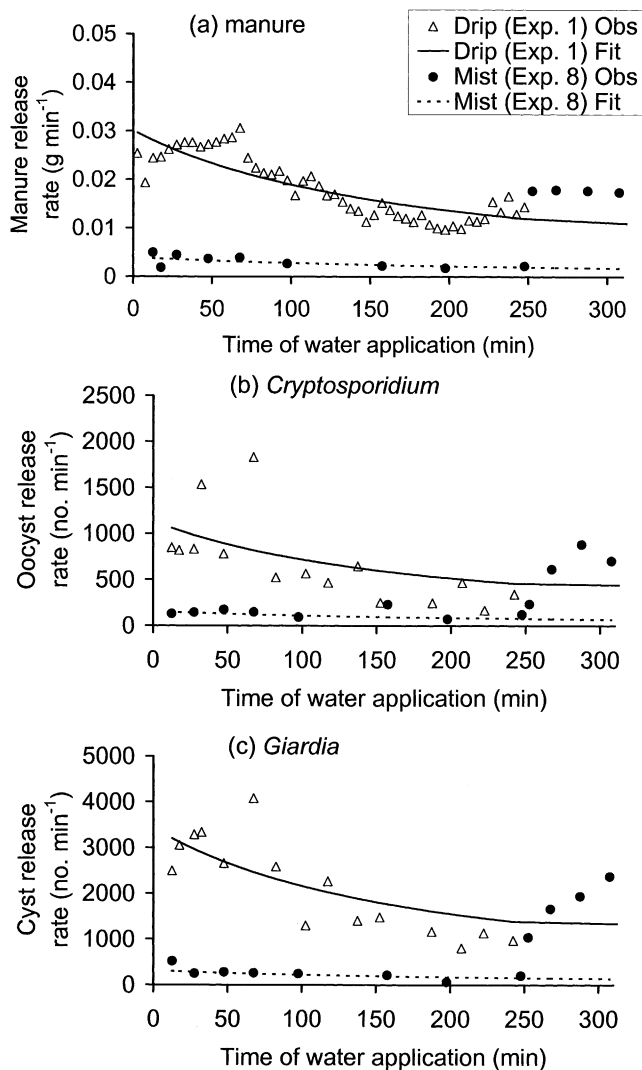 (a) manure
△ Drip (Exp. 1) Obs
Drip (Exp. 1) Fit
● Mist (Exp. 8) Obs
Mist (Exp. 8) Fit
Manure release
rate (g min⁻¹)
0.05
0.04
0.03
0.02
0.01
0
0 50 100 150 200 250 300
Time of water application (min)
(b) Cryptosporidium
Oocyst release
rate (no. min⁻¹)
2500
2000
1500
1000
500
0
0 50 100 150 200 250 300
Time of water application (min)
(c) Giardia
Cyst release
rate (no. min⁻¹)
5000
4000
3000
2000
1000
0
0 50 100 150 200 250 300
Time of water application (min)